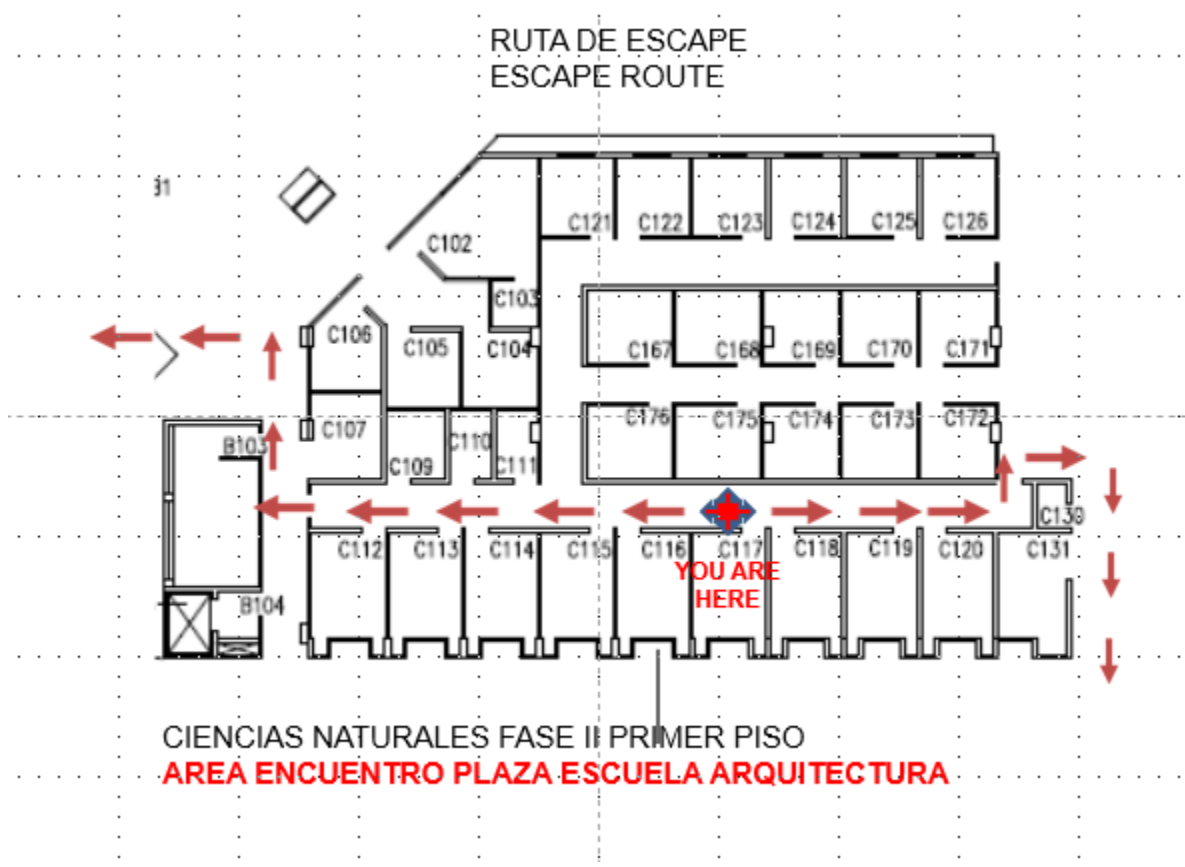 RUTA DE ESCAPE
ESCAPE ROUTE
31
C121 C122 C123 C124 C125 C126
C102
C103
C106 C105 C104 C167 C168 C169 C170 C171
C107 C176 C175 C174 C173 C172
B103 C109 C110 C111
C130
C112 C113 C114 C115 C116 C117 C118 C119 C120 C131
YOU ARE
HERE
B104
CIENCIAS NATURALES FASE II PRIMER PISO
AREA ENCUENTRO PLAZA ESCUELA ARQUITECTURA